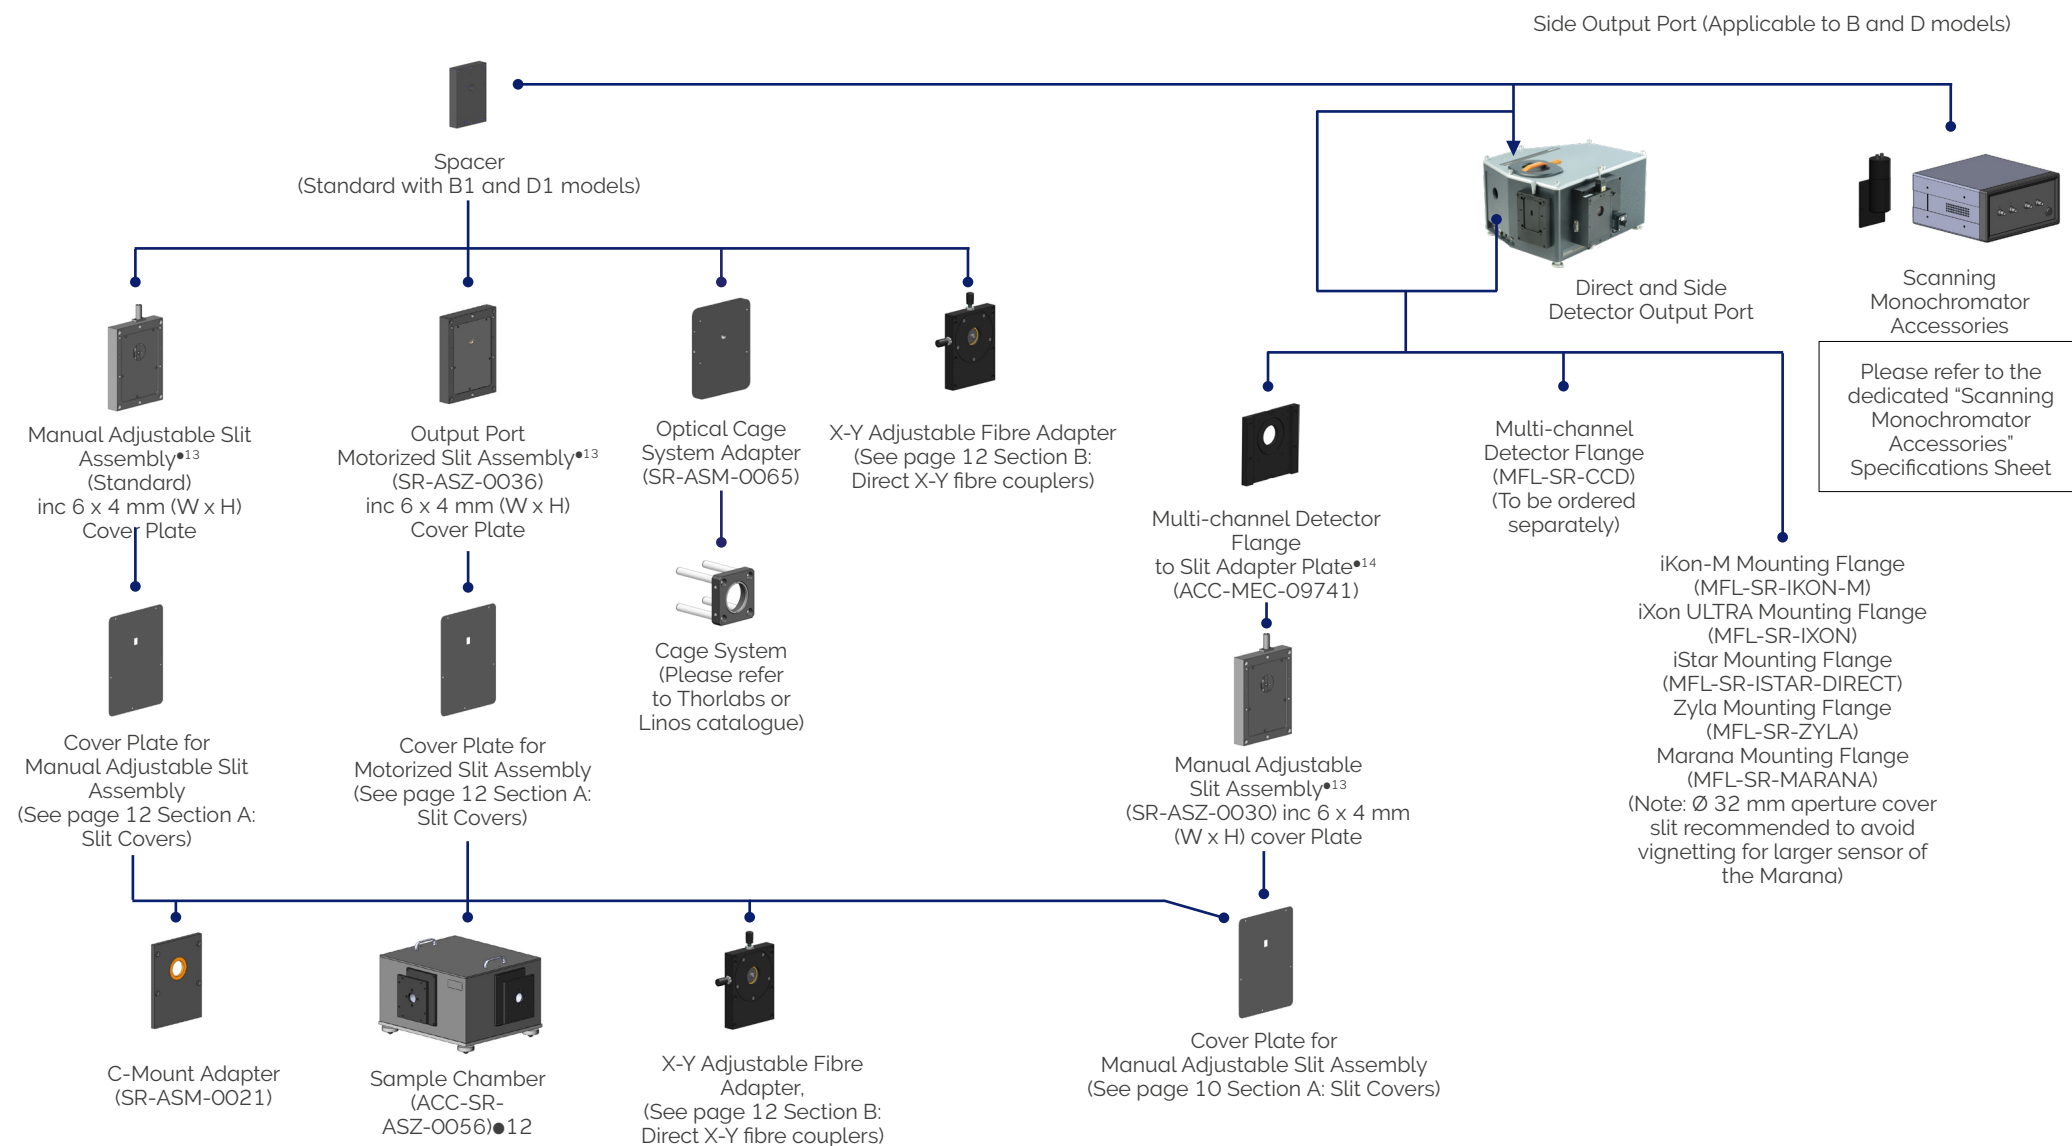 Side Output Port (Applicable to B and D models)
Spacer
(Standard with B1 and D1 models)
Direct and Side
Detector Output Port
Scanning
Monochromator
Accessories
Please refer to the
dedicated “Scanning
Monochromator
Accessories”
Specifications Sheet
Manual Adjustable Slit
Assembly●13
(Standard)
inc 6 x 4 mm (W x H)
Cover Plate
Output Port
Motorized Slit Assembly●13
(SR-ASZ-0036)
inc 6 x 4 mm (W x H)
Cover Plate
Optical Cage
System Adapter
(SR-ASM-0065)
X-Y Adjustable Fibre Adapter
(See page 12 Section B:
Direct X-Y fibre couplers)
Multi-channel Detector
Flange
to Slit Adapter Plate●14
(ACC-MEC-09741)
Multi-channel
Detector Flange
(MFL-SR-CCD)
(To be ordered
separately)
iKon-M Mounting Flange
(MFL-SR-IKON-M)
iXon ULTRA Mounting Flange
(MFL-SR-IXON)
iStar Mounting Flange
(MFL-SR-ISTAR-DIRECT)
Zyla Mounting Flange
(MFL-SR-ZYLA)
Marana Mounting Flange
(MFL-SR-MARANA)
(Note: Ø 32 mm aperture cover
slit recommended to avoid
vignetting for larger sensor of
the Marana)
Cage System
(Please refer
to Thorlabs or
Linos catalogue)
Cover Plate for
Manual Adjustable Slit
Assembly
(See page 12 Section A:
Slit Covers)
Cover Plate for
Motorized Slit Assembly
(See page 12 Section A:
Slit Covers)
Manual Adjustable
Slit Assembly●13
(SR-ASZ-0030) inc 6 x 4 mm
(W x H) cover Plate
C-Mount Adapter
(SR-ASM-0021)
Sample Chamber
(ACC-SR-
ASZ-0056)●12
X-Y Adjustable Fibre
Adapter,
(See page 12 Section B:
Direct X-Y fibre couplers)
Cover Plate for
Manual Adjustable Slit Assembly
(See page 10 Section A: Slit Covers)